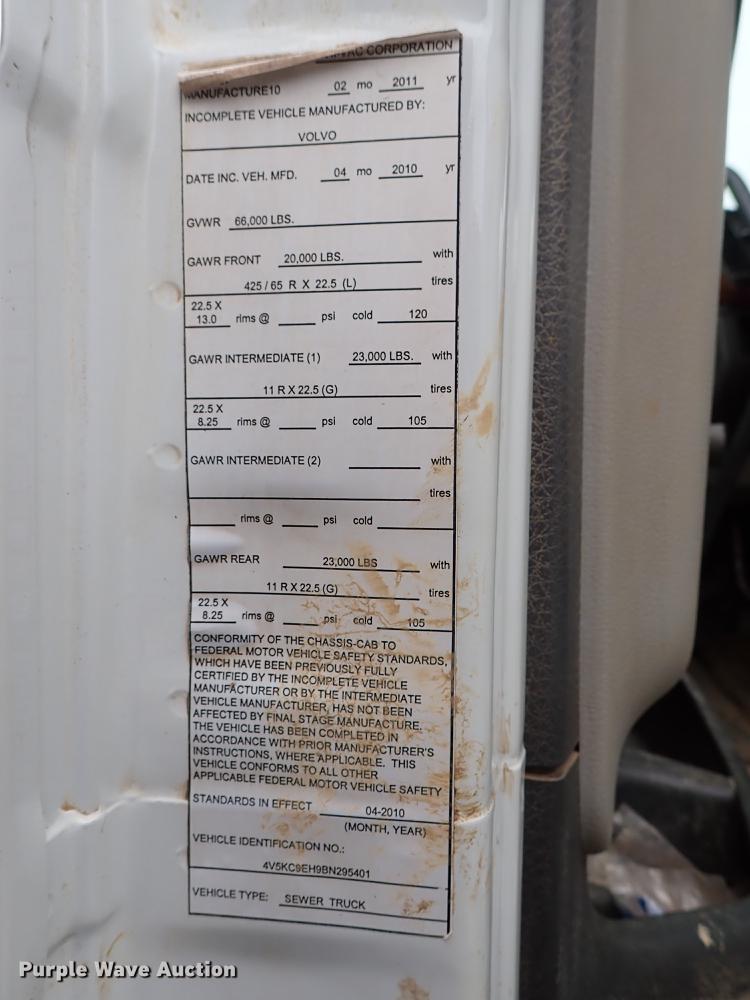 CORPORATION
MANUFACTURE10 02 mo 2011 yr
INCOMPLETE VEHICLE MANUFACTURED BY:
VOLVO
DATE INC. VEH. MFD. 04 mo 2010 yr
GVWR 66,000 LBS.
GAWR FRONT 20,000 LBS. with
425 / 65 R X 22.5 (L) tires
22.5 X
13.0 rims @ psi cold 120
GAWR INTERMEDIATE (1) 23,000 LBS. with
11 R X 22.5 (G) tires
22.5 X
8.25 rims @ psi cold 105
GAWR INTERMEDIATE (2) with
tires
rims @ psi cold
GAWR REAR 23,000 LBS with
11 R X 22.5 (G) tires
22.5 X
8.25 rims @ psi cold 105
CONFORMITY OF THE CHASSIS-CAB TO
FEDERAL MOTOR VEHICLE SAFETY STANDARDS,
WHICH HAVE BEEN PREVIOUSLY FULLY
CERTIFIED BY THE INCOMPLETE VEHICLE
MANUFACTURER OR BY THE INTERMEDIATE
VEHICLE MANUFACTURER, HAS NOT BEEN
AFFECTED BY FINAL STAGE MANUFACTURE.
THE VEHICLE HAS BEEN COMPLETED IN
ACCORDANCE WITH PRIOR MANUFACTURER'S
INSTRUCTIONS, WHERE APPLICABLE. THIS
VEHICLE CONFORMS TO ALL OTHER
APPLICABLE FEDERAL MOTOR VEHICLE SAFETY
STANDARDS IN EFFECT 04-2010
(MONTH, YEAR)
VEHICLE IDENTIFICATION NO.:
4V5KC9EH9BN295401
VEHICLE TYPE: SEWER TRUCK
Purple Wave Auction